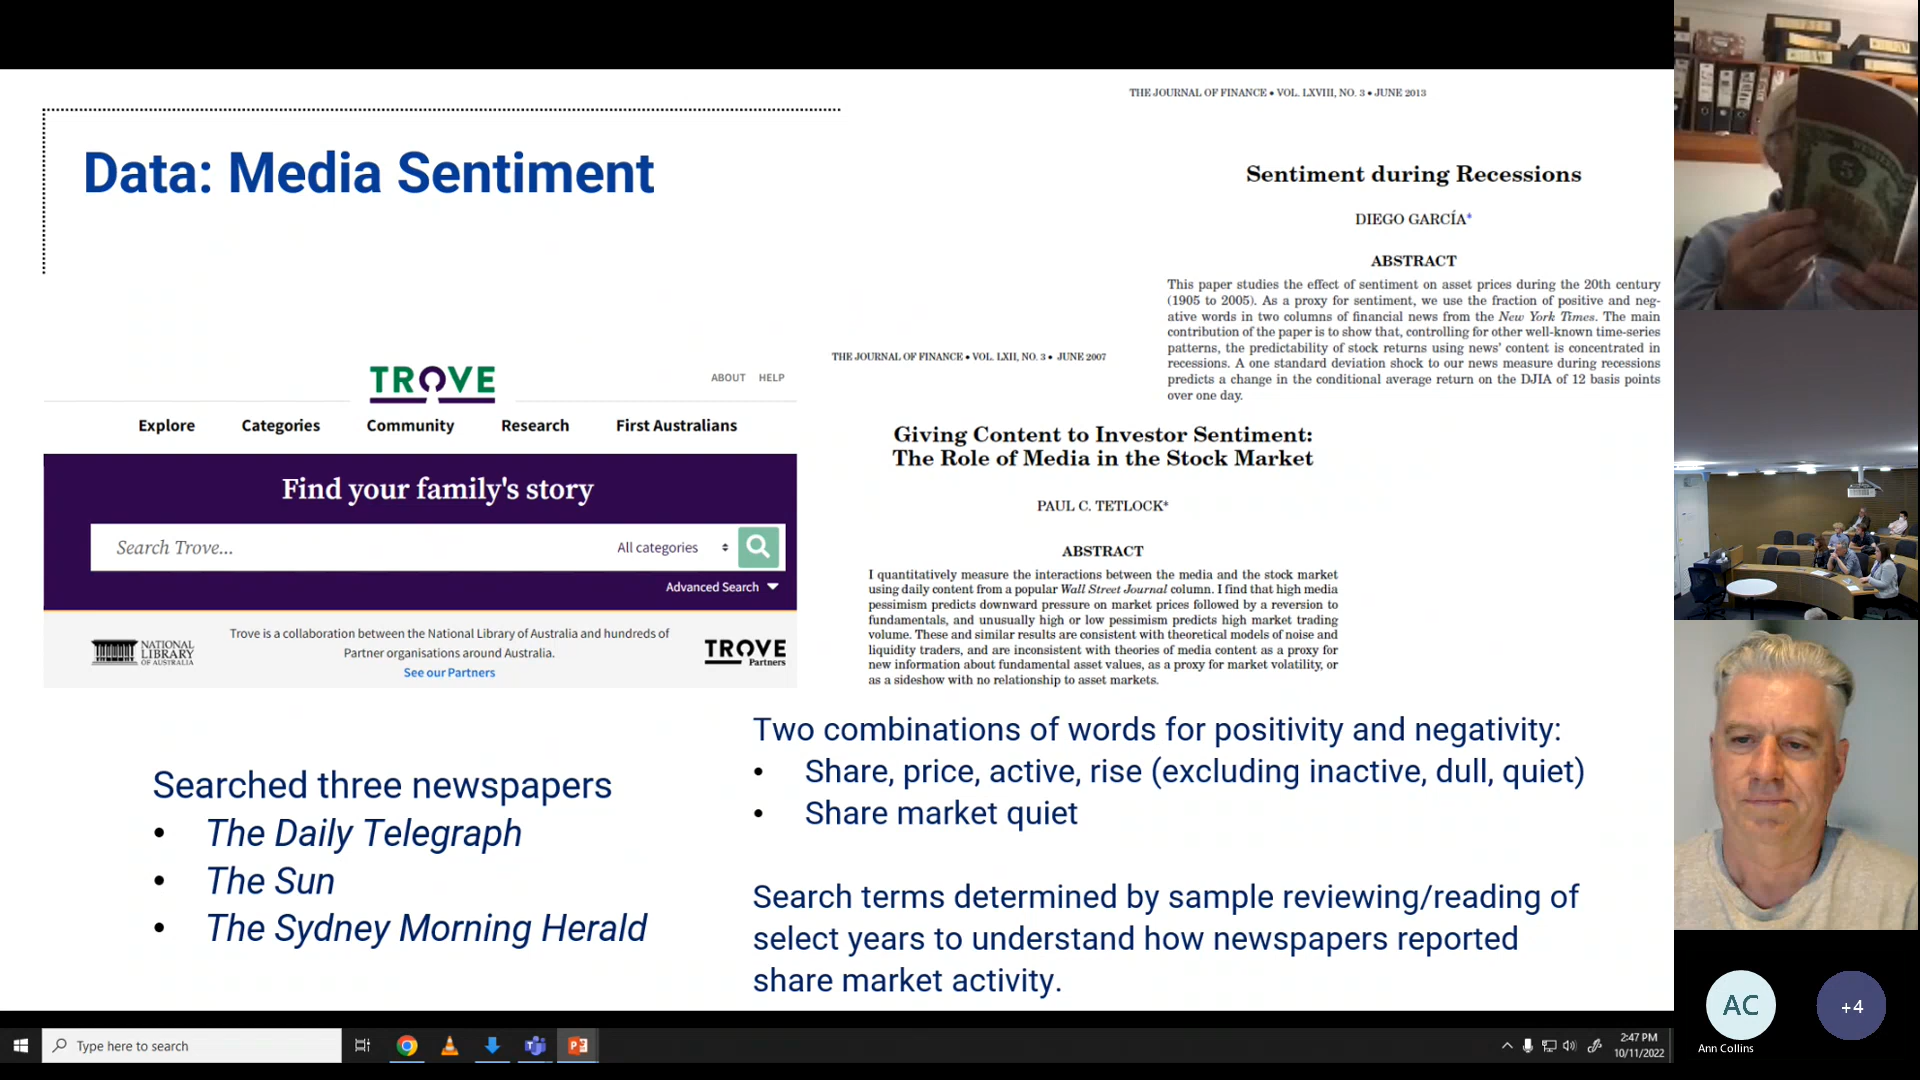 Data: Media Sentiment
THE JOURNAL OF FINANCE • VOL. LXVIII, NO. 3 • JUNE 2013
Sentiment during Recessions
DIEGO GARCÍA*
ABSTRACT
This paper studies the effect of sentiment on asset prices during the 20th century
(1905 to 2005). As a proxy for sentiment, we use the fraction of positive and neg-
ative words in two columns of financial news from the New York Times. The main
contribution of the paper is to show that, controlling for other well-known time-series
patterns, the predictability of stock returns using news' content is concentrated in
recessions. A one standard deviation shock to our news measure during recessions
predicts a change in the conditional average return on the DJIA of 12 basis points
over one day.
TROVE
ABOUT HELP
Explore Categories Community Research First Australians
Find your family's story
Search Trove...
All categories
Advanced Search
NATIONAL
LIBRARY
OF AUSTRALIA
Trove is a collaboration between the National Library of Australia and hundreds of
Partner organisations around Australia.
See our Partners
TROVE
Partners
THE JOURNAL OF FINANCE • VOL. LXII, NO. 3 • JUNE 2007
Giving Content to Investor Sentiment:
The Role of Media in the Stock Market
PAUL C. TETLOCK*
ABSTRACT
I quantitatively measure the interactions between the media and the stock market
using daily content from a popular Wall Street Journal column. I find that high media
pessimism predicts downward pressure on market prices followed by a reversion to
fundamentals, and unusually high or low pessimism predicts high market trading
volume. These and similar results are consistent with theoretical models of noise and
liquidity traders, and are inconsistent with theories of media content as a proxy for
new information about fundamental asset values, as a proxy for market volatility, or
as a sideshow with no relationship to asset markets.
Searched three newspapers
• The Daily Telegraph
• The Sun
• The Sydney Morning Herald
Two combinations of words for positivity and negativity:
• Share, price, active, rise (excluding inactive, dull, quiet)
• Share market quiet
Search terms determined by sample reviewing/reading of
select years to understand how newspapers reported
share market activity.
AC
+4
Ann Collins
Type here to search
2:47 PM
10/11/2022